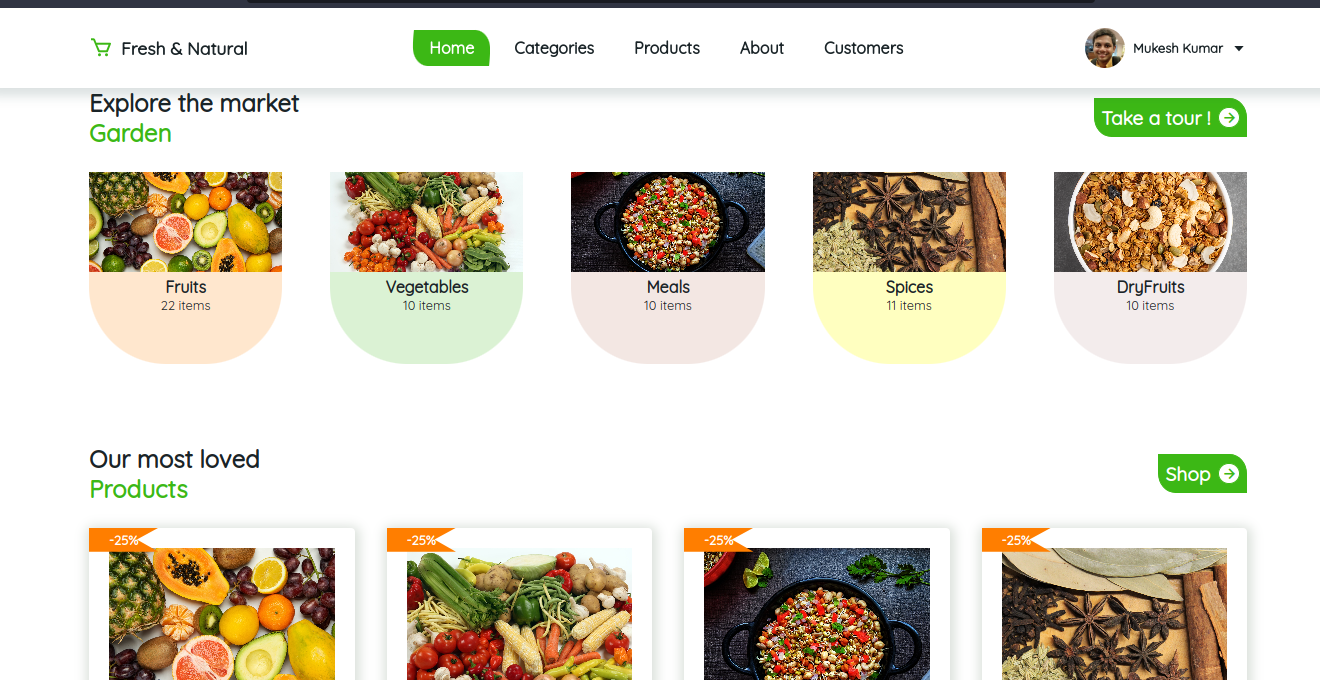 Fresh & Natural
Home Categories Products About Customers
Mukesh Kumar
Explore the market
Garden
Take a tour !
Fruits
22 items
Vegetables
10 items
Meals
10 items
Spices
11 items
DryFruits
10 items
Our most loved
Products
Shop
-25%
-25%
-25%
-25%